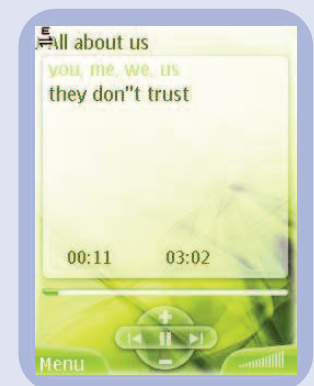 All about us
you, me, we, us
they don"t trust
00:11 03:02
Menu